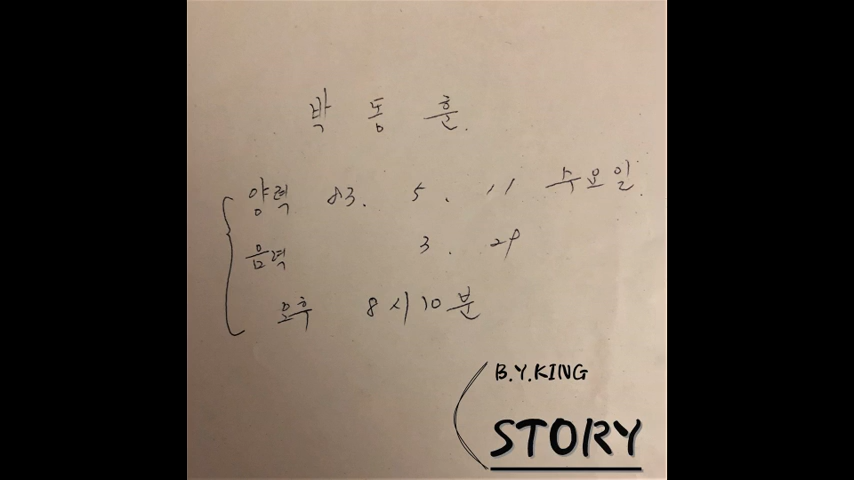 박 동 훈.
양력 83. 5. 11 수요일.
음력 3. 29
오후 8시 10분
B.Y.KING
STORY